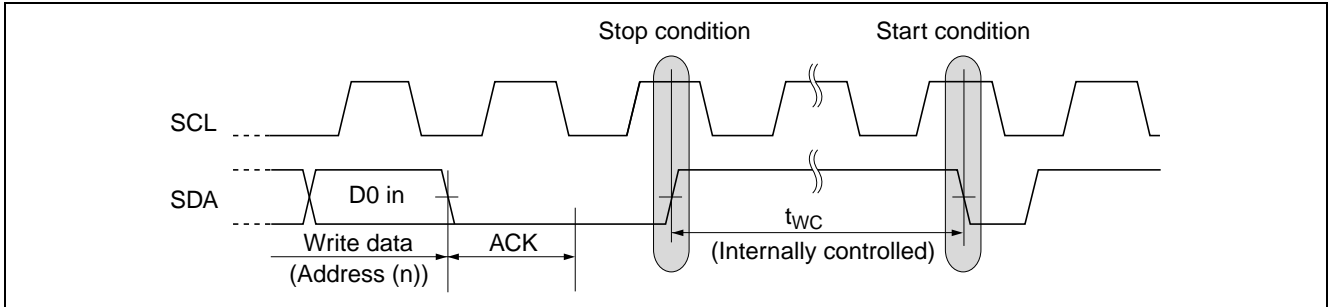 Stop condition
Start condition
SCL
SDA
D0 in
Write data
(Address (n))
ACK
tWC
(Internally controlled)